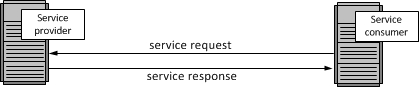 Service
provider
Service
consumer
service request
service response